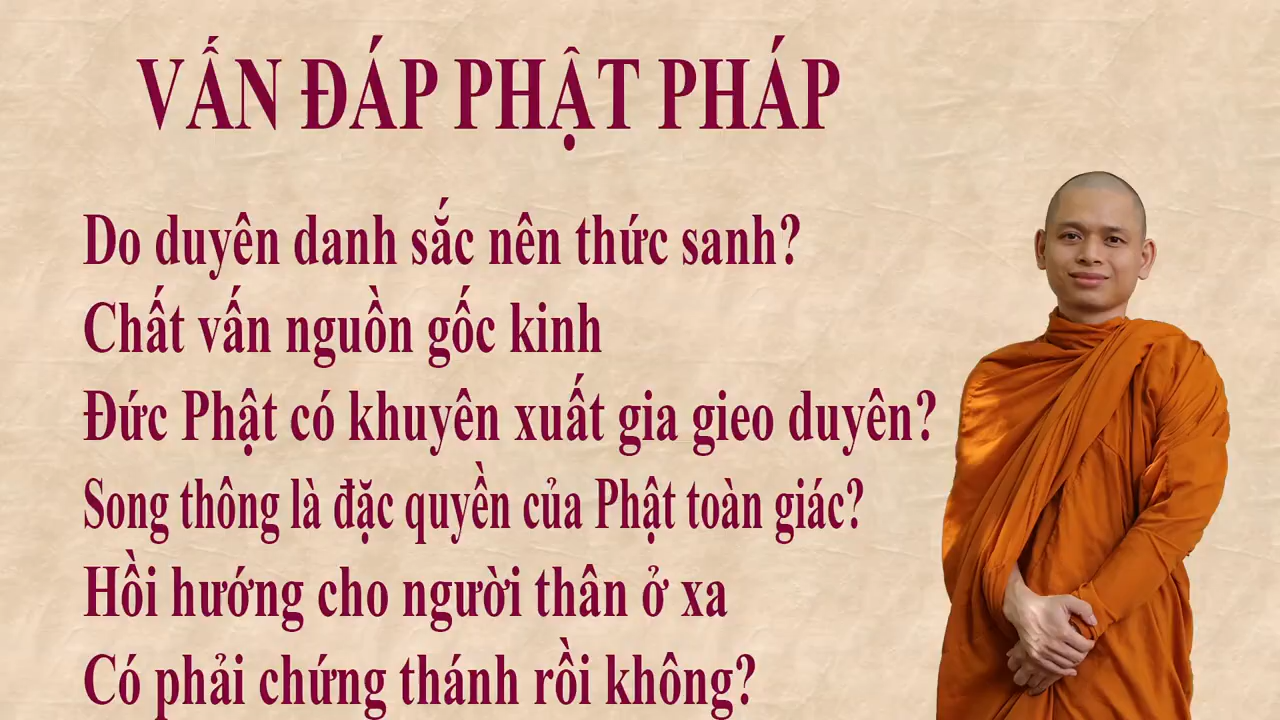 VẤN ĐÁP PHẬT PHÁP
Do duyên danh sắc nên thức sanh?
Chất vấn nguồn gốc kinh
Đức Phật có khuyên xuất gia gieo duyên?
Song thông là đặc quyền của Phật toàn giác?
Hồi hướng cho người thân ở xa
Có phải chứng thánh rồi không?